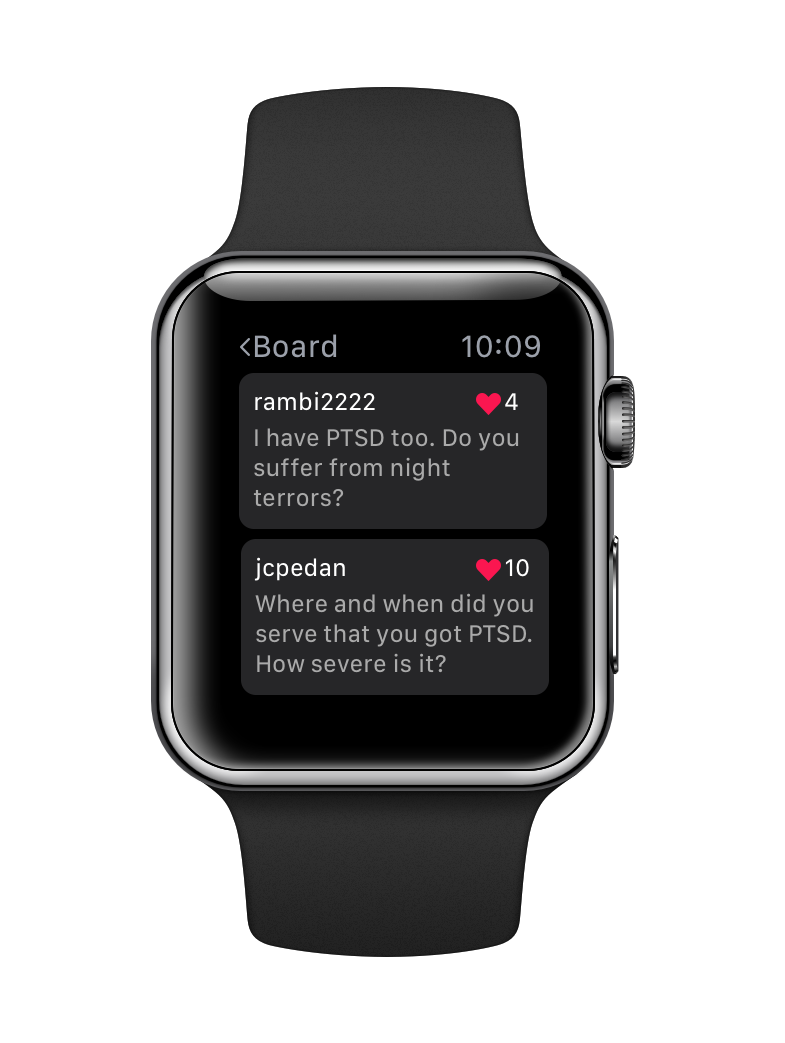 <Board 10:09
rambi2222 4
I have PTSD too. Do you
suffer from night
terrors?
jcpedan 10
Where and when did you
serve that you got PTSD.
How severe is it?